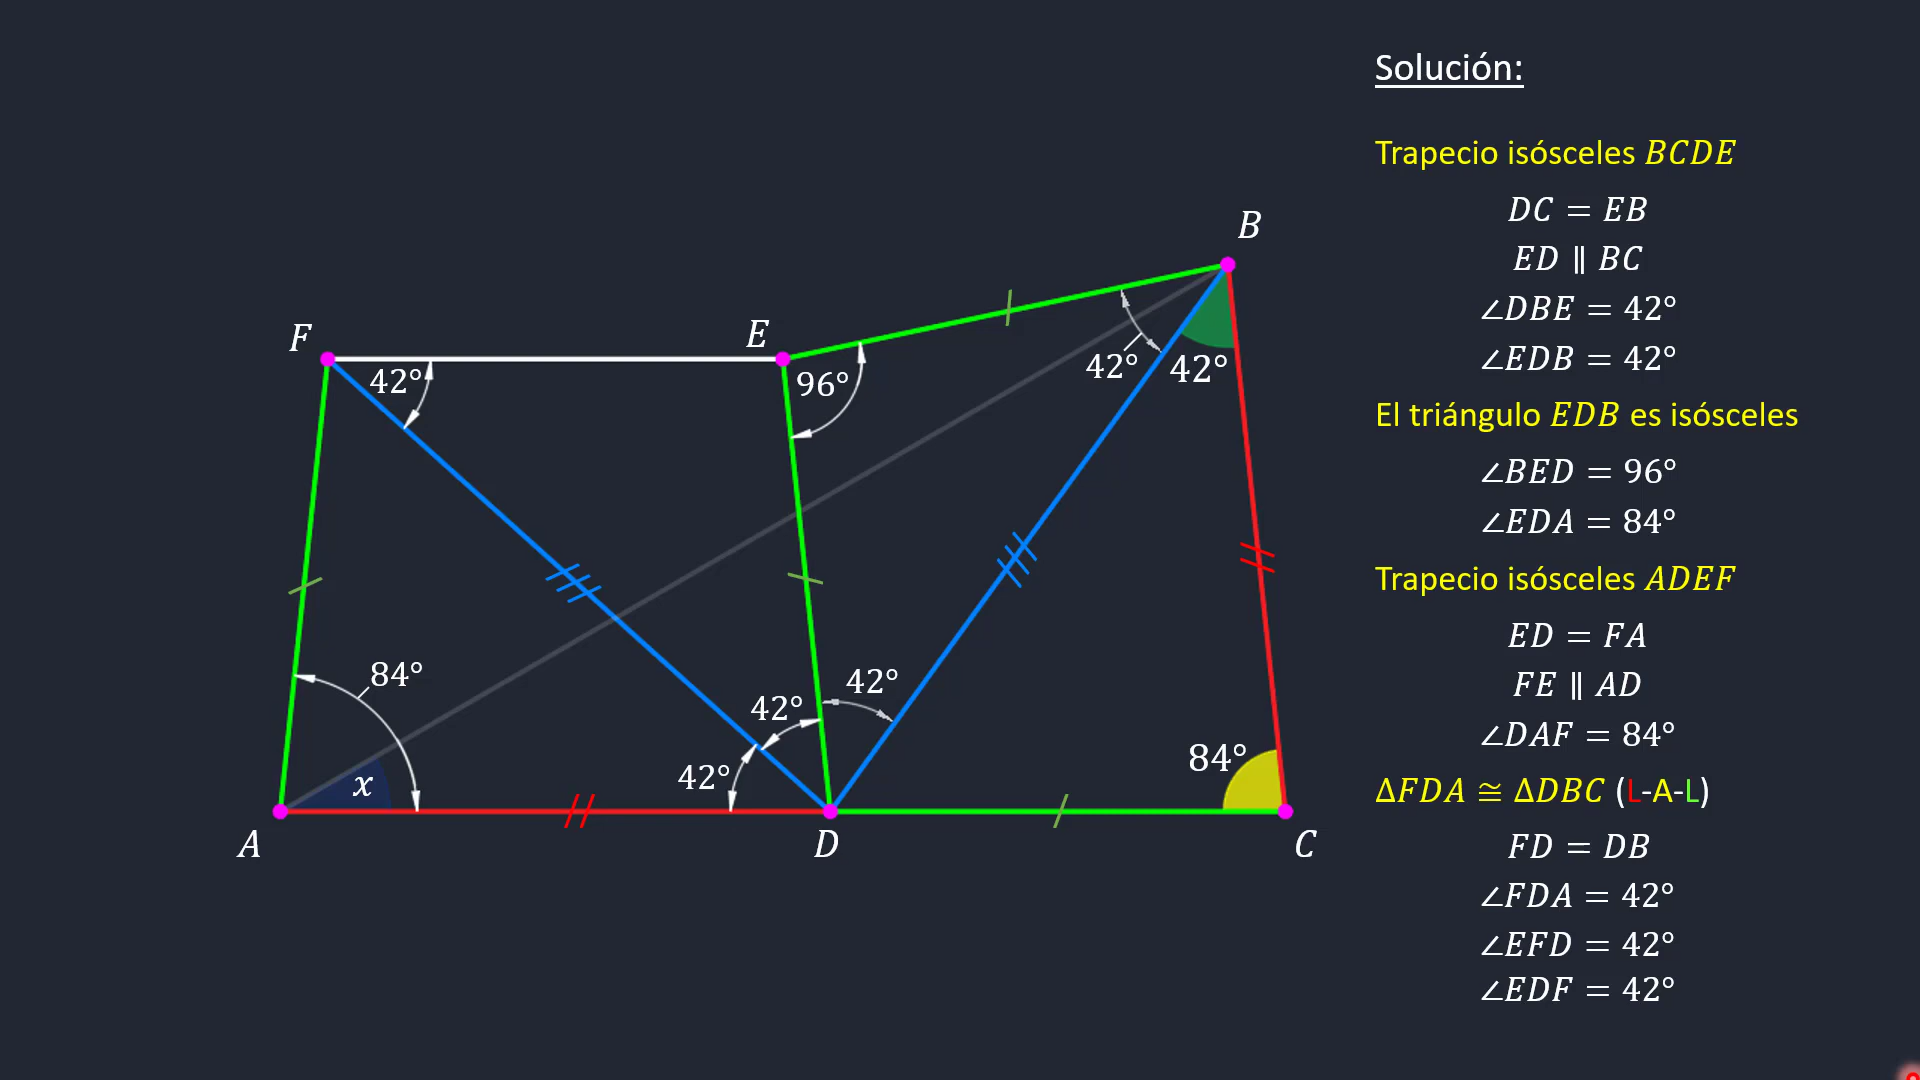 Solución:
Trapecio isósceles BCDE
DC = EB
ED ∥ BC
∠DBE = 42°
∠EDB = 42°
El triángulo EDB es isósceles
∠BED = 96°
∠EDA = 84°
Trapecio isósceles ADEF
ED = FA
FE ∥ AD
∠DAF = 84°
ΔFDA ≅ ΔDBC (L-A-L)
FD = DB
∠FDA = 42°
∠EFD = 42°
∠EDF = 42°
B
F
E
42°
96°
42°
42°
84°
42°
42°
42°
84°
x
A
D
C